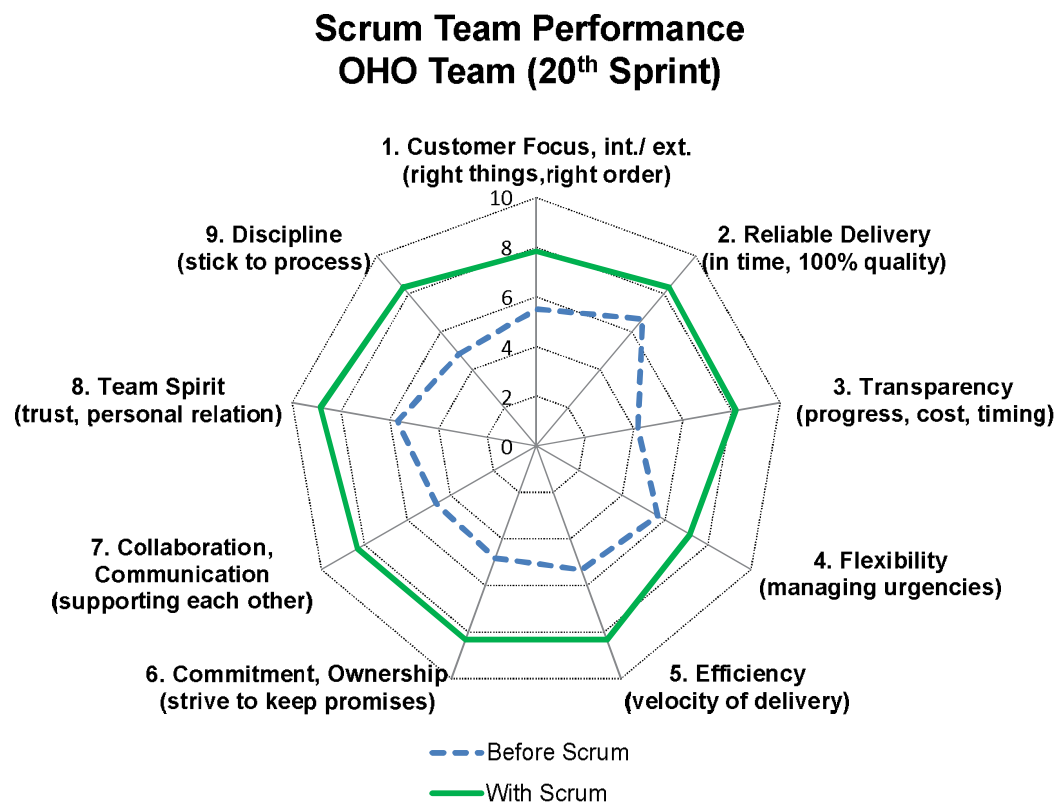 Scrum Team Performance
OHO Team (20th Sprint)
1. Customer Focus, int./ ext.
(right things,right order)
10
8
6
4
2
0
2. Reliable Delivery
(in time, 100% quality)
3. Transparency
(progress, cost, timing)
4. Flexibility
(managing urgencies)
5. Efficiency
(velocity of delivery)
6. Commitment, Ownership
(strive to keep promises)
7. Collaboration,
Communication
(supporting each other)
8. Team Spirit
(trust, personal relation)
9. Discipline
(stick to process)
Before Scrum
With Scrum